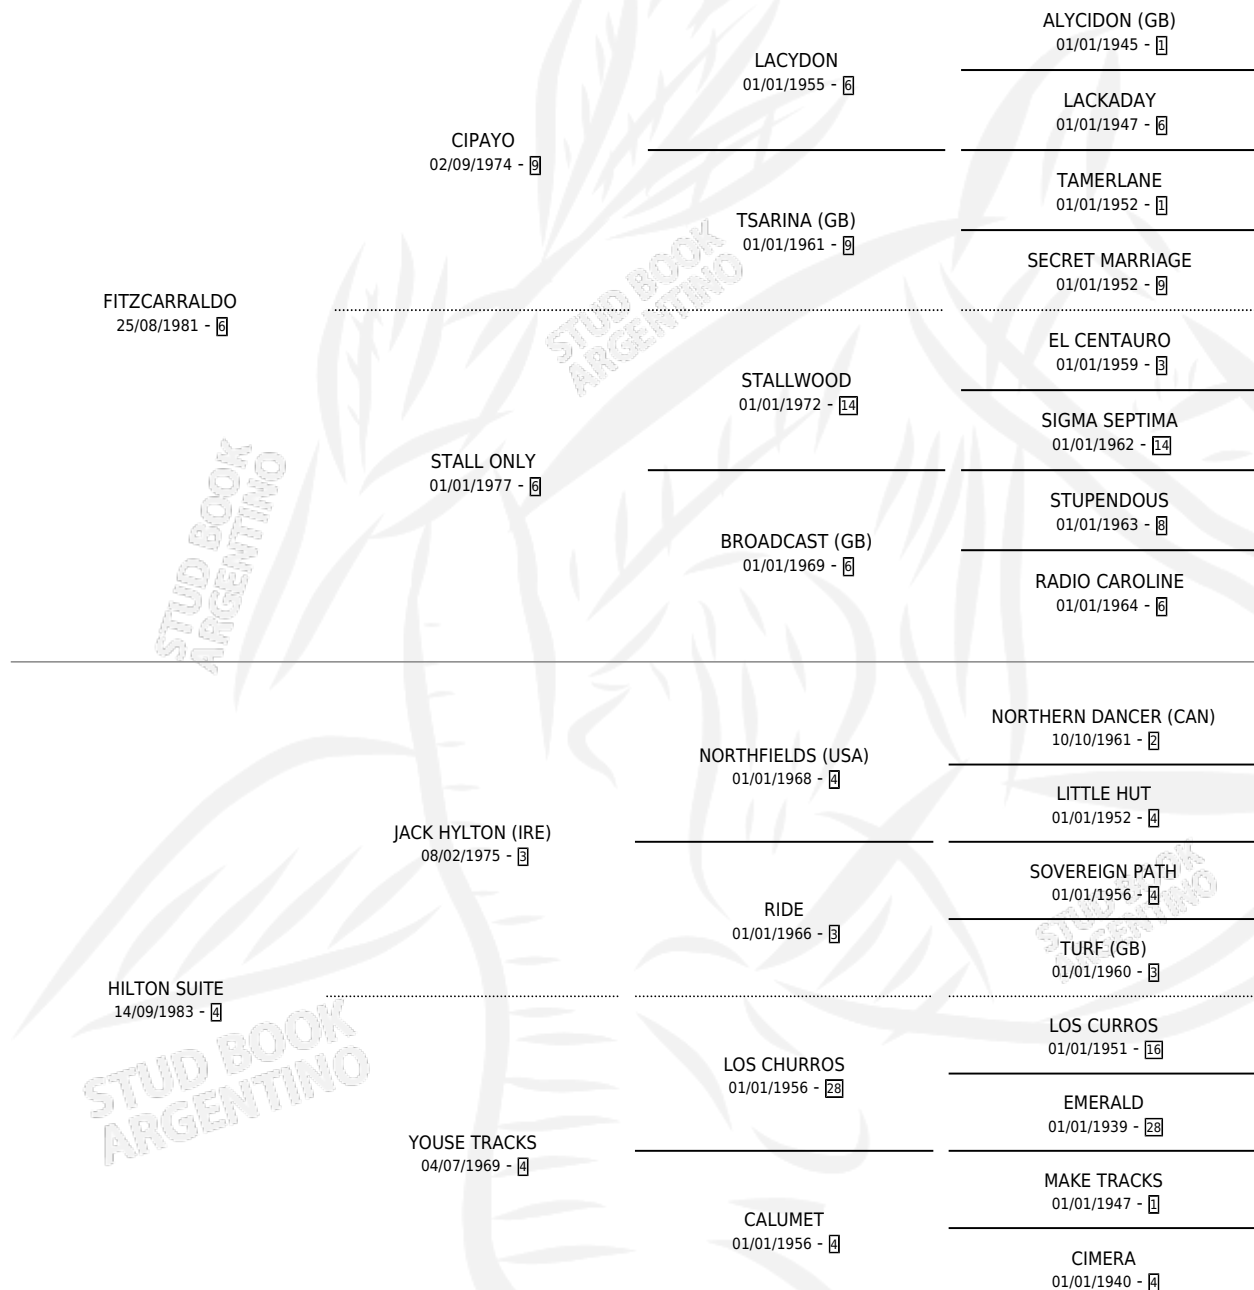 ALYCIDON (GB)
01/01/1945 - 1
LACYDON
01/01/1955 - 6
LACKADAY
01/01/1947 - 6
CIPAYO
02/09/1974 - 9
TAMERLANE
01/01/1952 - 1
TSARINA (GB)
01/01/1961 - 9
SECRET MARRIAGE
01/01/1952 - 9
FITZCARRALDO
25/08/1981 - 6
STUD BOOK
ARGENTINO
EL CENTAURO
01/01/1959 - 3
STALLWOOD
01/01/1972 - 14
SIGMA SEPTIMA
01/01/1962 - 14
STALL ONLY
01/01/1977 - 6
STUPENDOUS
01/01/1963 - 8
BROADCAST (GB)
01/01/1969 - 6
RADIO CAROLINE
01/01/1964 - 6
STUD BOOK
ARGENTINO
NORTHERN DANCER (CAN)
10/10/1961 - 2
NORTHFIELDS (USA)
01/01/1968 - 4
LITTLE HUT
01/01/1952 - 4
JACK HYLTON (IRE)
08/02/1975 - 3
SOVEREIGN PATH
01/01/1956 - 4
RIDE
01/01/1966 - 3
TURF (GB)
01/01/1960 - 3
STUD BOOK
ARGENTINO
HILTON SUITE
14/09/1983 - 4
STUD BOOK
ARGENTINO
LOS CURROS
01/01/1951 - 16
LOS CHURROS
01/01/1956 - 28
EMERALD
01/01/1939 - 28
YOUSE TRACKS
04/07/1969 - 4
MAKE TRACKS
01/01/1947 - 1
CALUMET
01/01/1956 - 4
CIMERA
01/01/1940 - 4